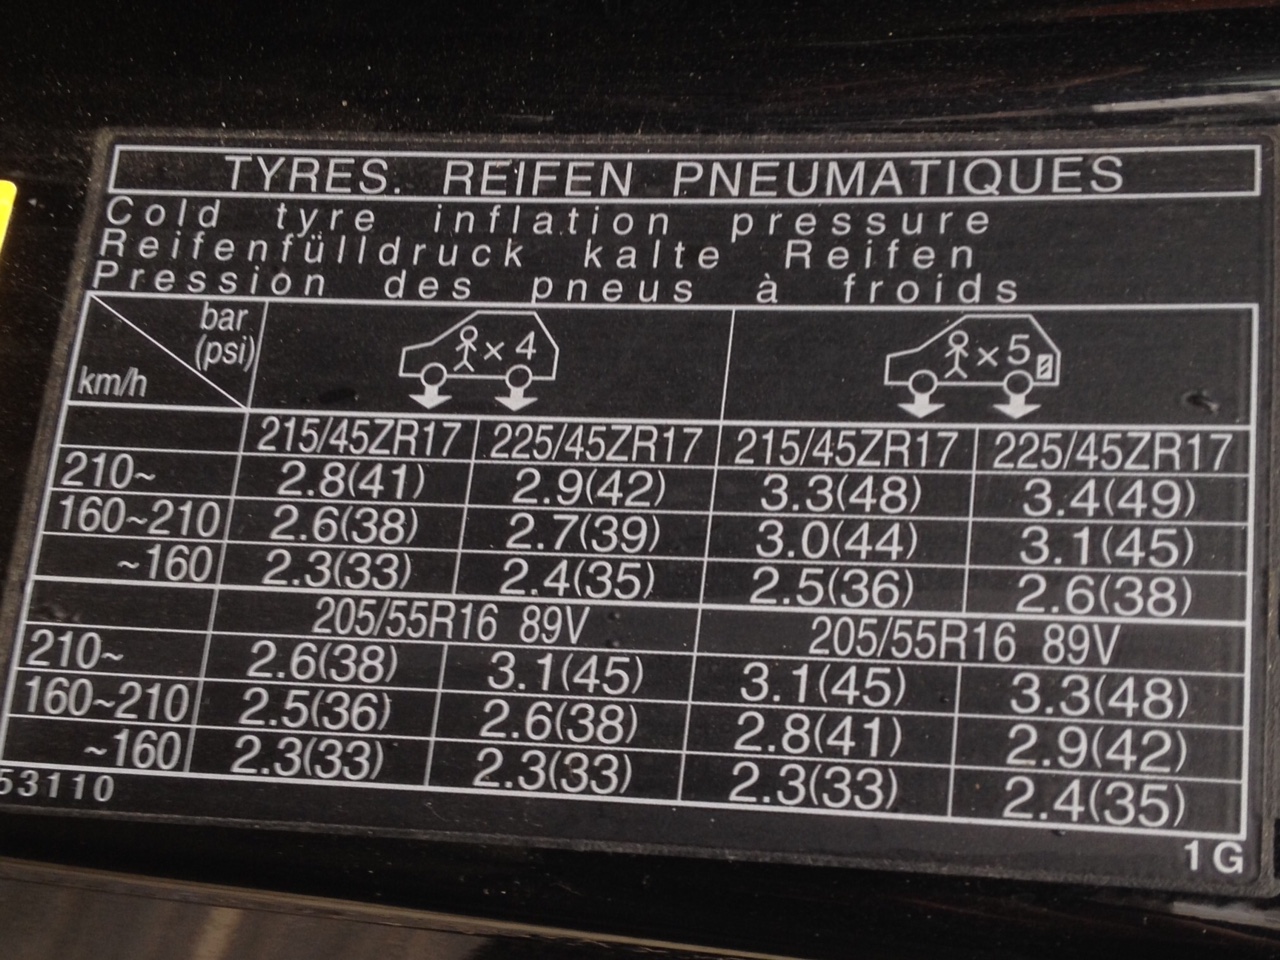 TYRES. REIFEN PNEUMATIQUES
Cold tyre inflation pressure
Reifenfülldruck kalte Reifen
Pression des pneus à froids
bar
(psi)
km/h
x 4
x 5
215/45ZR17 225/45ZR17 215/45ZR17 225/45ZR17
210~ 2.8(41) 2.9(42) 3.3(48) 3.4(49)
160~210 2.6(38) 2.7(39) 3.0(44) 3.1(45)
~160 2.3(33) 2.4(35) 2.5(36) 2.6(38)
205/55R16 89V 205/55R16 89V
210~ 2.6(38) 3.1(45) 3.1(45) 3.3(48)
160~210 2.5(36) 2.6(38) 2.8(41) 2.9(42)
~160 2.3(33) 2.3(33) 2.3(33) 2.4(35)
53110
1G